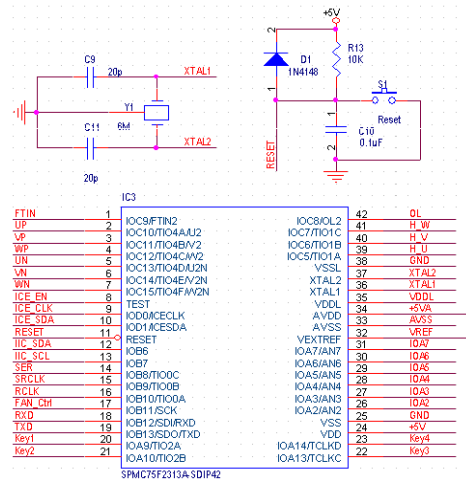 +5V
C9
20p
XTAL1
Y1
6M
C11
XTAL2
20p
2
D1
1N4148
1
R13
10K
S1
Reset
1
C10
2
0.1uF
RESET
IC3
FTIN 1 IOC9/FTIN2 IOC8/OL2 42 OL
UP 2 IOC10/TIO4A/U2 IOC7/TIO1C 41 H_W
VP 3 IOC11/TIO4B/V2 IOC6/TIO1B 40 H_V
WP 4 IOC12/TIO4C/W2 IOC5/TIO1A 39 H_U
UN 5 IOC13/TIO4D/U2N VSSL 38 GND
VN 6 IOC14/TIO4E/V2N XTAL2 37 XTAL2
WN 7 IOC15/TIO4F/W2N XTAL1 36 XTAL1
ICE_EN 8 TEST VDDL 35 VDDL
ICE_CLK 9 IOD0/ICECLK AVDD 34 +5VA
ICE_SDA 10 IOD1/ICESDA AVSS 33 AVSS
RESET 11 RESET VEXTREF 32 VREF
IIC_SDA 12 IOB6 IOA7/AN7 31 IOA7
IIC_SCL 13 IOB7 IOA6/AN6 30 IOA6
SER 14 IOB8/TIO0C IOA5/AN5 29 IOA5
SRCLK 15 IOB9/TIO0B IOA4/AN4 28 IOA4
RCLK 16 IOB10/TIO0A IOA3/AN3 27 IOA3
FAN_Ctrl 17 IOB11/SCK IOA2/AN2 26 IOA2
RXD 18 IOB12/SDI/RXD VSS 25 GND
TXD 19 IOB13/SDO/TXD VDD 24 +5V
Key1 20 IOA9/TIO2A IOA14/TCLKD 23 Key4
Key2 21 IOA10/TIO2B IOA13/TCLKC 22 Key3
SPMC75F2313A-SDIP42